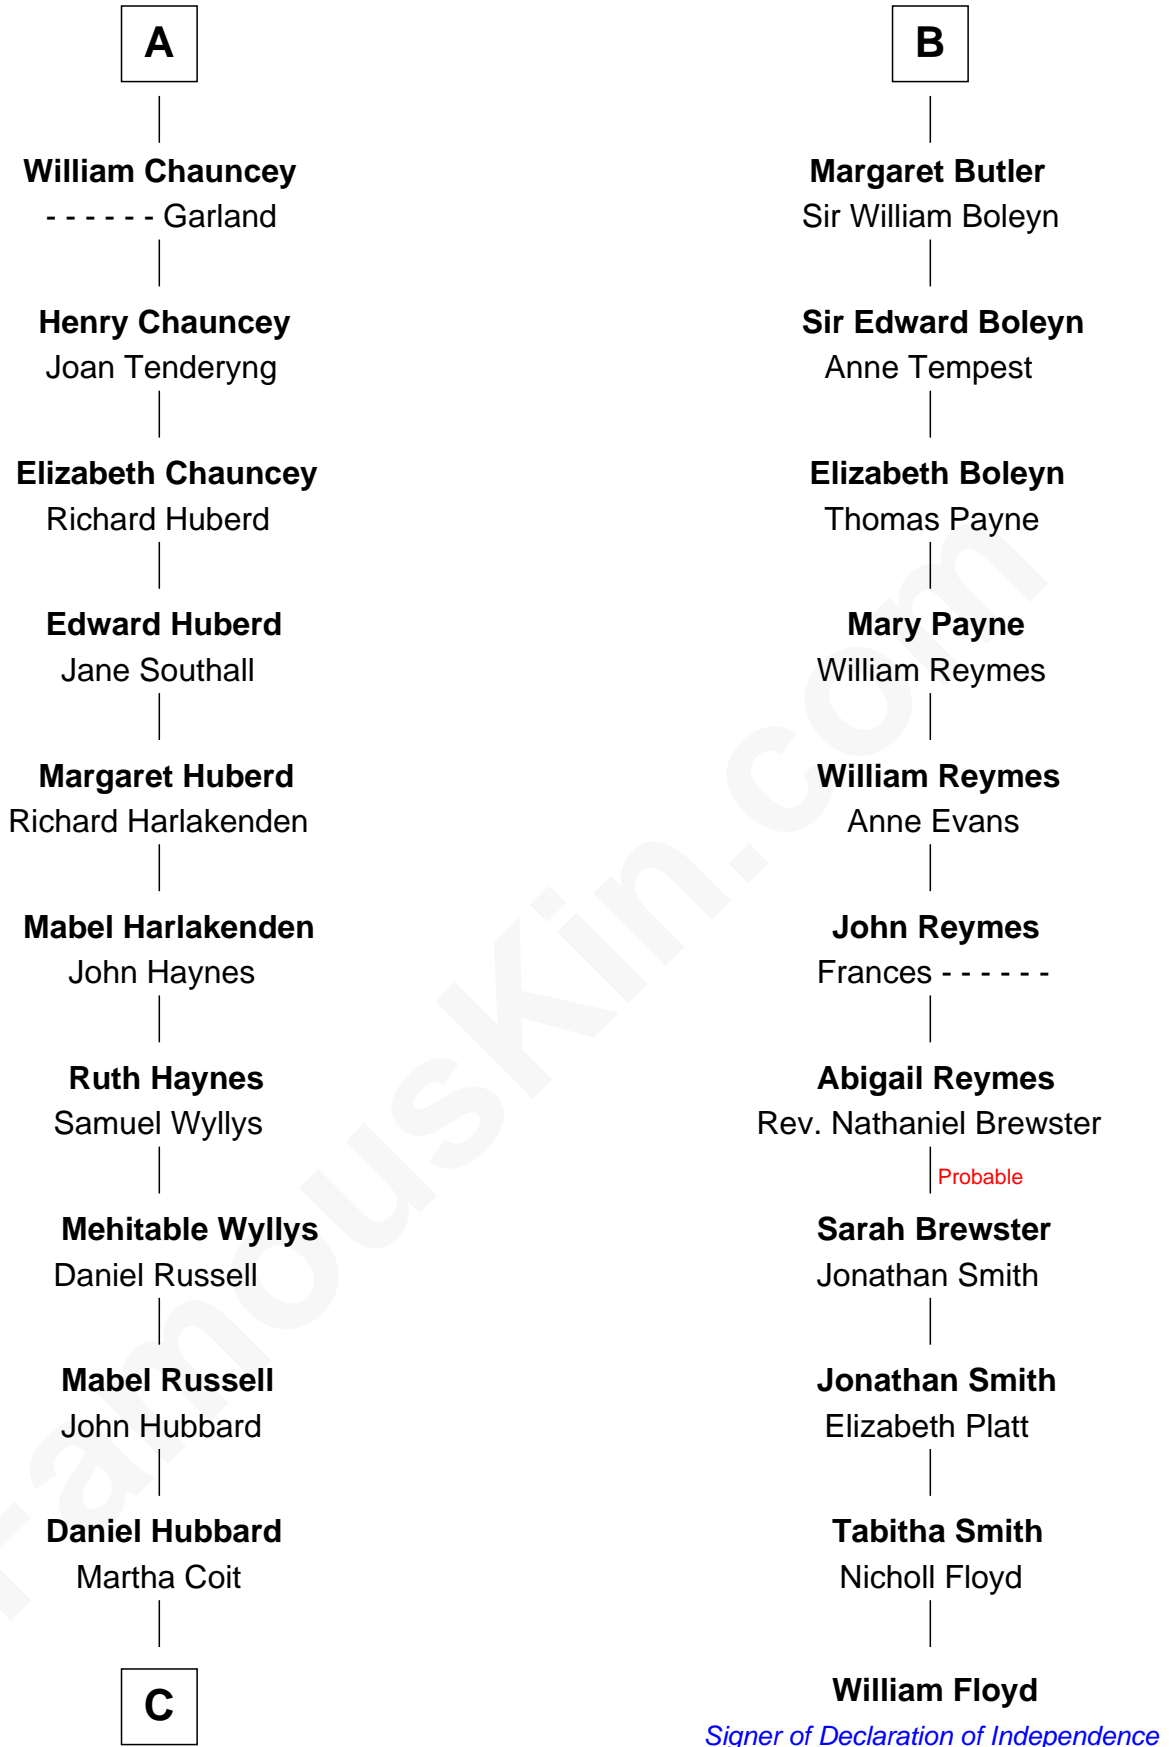 A
William Chauncey
- - - - - - Garland
Henry Chauncey
Joan Tenderyng
Elizabeth Chauncey
Richard Huberd
Edward Huberd
Jane Southall
Margaret Huberd
Richard Harlakenden
Mabel Harlakenden
John Haynes
Ruth Haynes
Samuel Wyllys
Mehitable Wyllys
Daniel Russell
Mabel Russell
John Hubbard
Daniel Hubbard
Martha Coit
C
B
Margaret Butler
Sir William Boleyn
Sir Edward Boleyn
Anne Tempest
Elizabeth Boleyn
Thomas Payne
Mary Payne
William Reymes
William Reymes
Anne Evans
John Reymes
Frances - - - - - -
Abigail Reymes
Rev. Nathaniel Brewster
Probable
Sarah Brewster
Jonathan Smith
Jonathan Smith
Elizabeth Platt
Tabitha Smith
Nicholl Floyd
William Floyd
Signer of Declaration of Independence
FamousKin.com